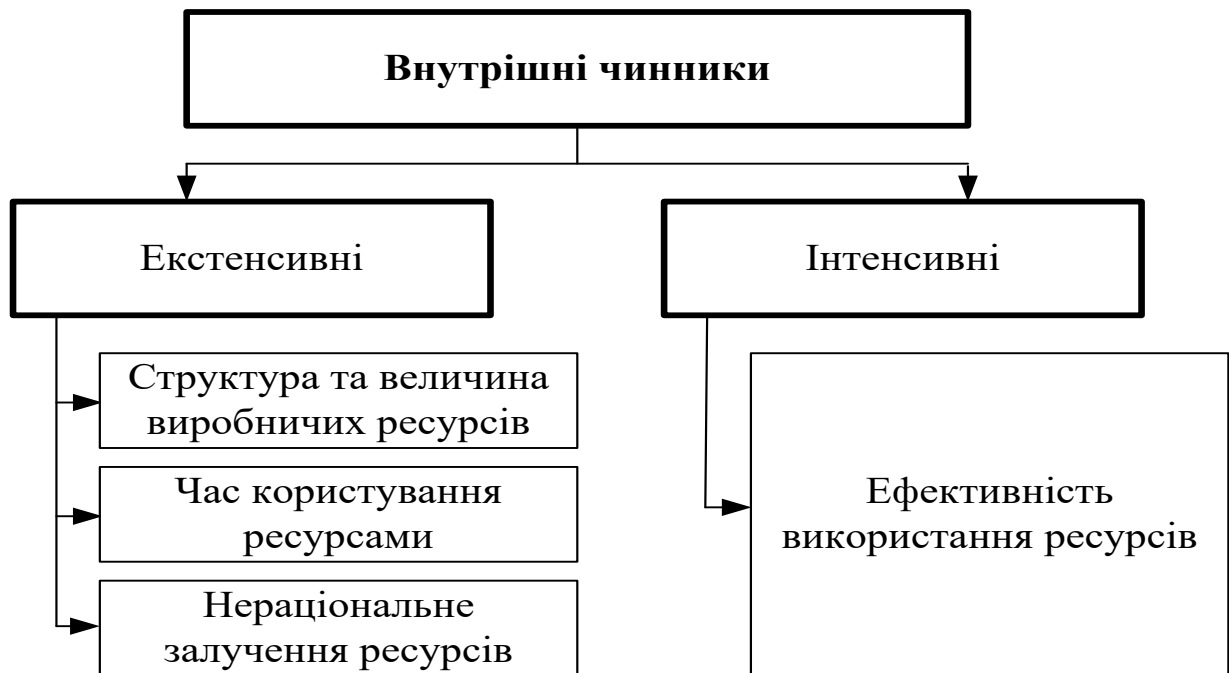 Внутрішні чинники
Екстенсивні
Інтенсивні
Структура та величина
виробничих ресурсів
Час користування
ресурсами
Нераціональне
залучення ресурсів
Ефективність
використання ресурсів